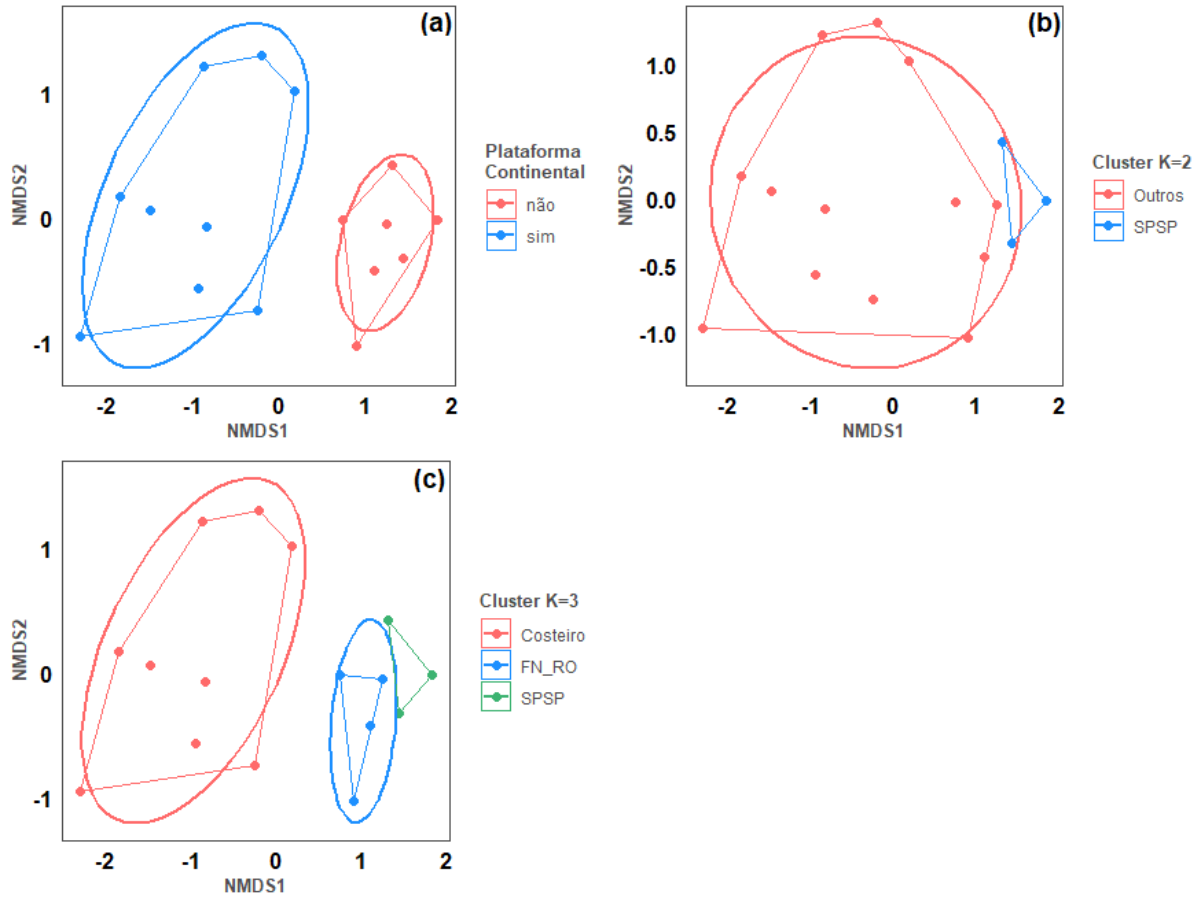 (a)
1
0
-1
NMDS2
-2
-1
0
1
2
NMDS1
Plataforma
Continental
não
sim
(b)
1.0
0.5
0.0
-0.5
-1.0
NMDS2
-2
-1
0
1
2
NMDS1
Cluster K=2
Outros
SPSP
(c)
1
0
-1
NMDS2
-2
-1
0
1
2
NMDS1
Cluster K=3
Costeiro
FN_RO
SPSP